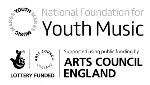 National Foundation for
Youth Music
LOTTERY FUNDED
Supported using public funding by
ARTS COUNCIL
ENGLAND